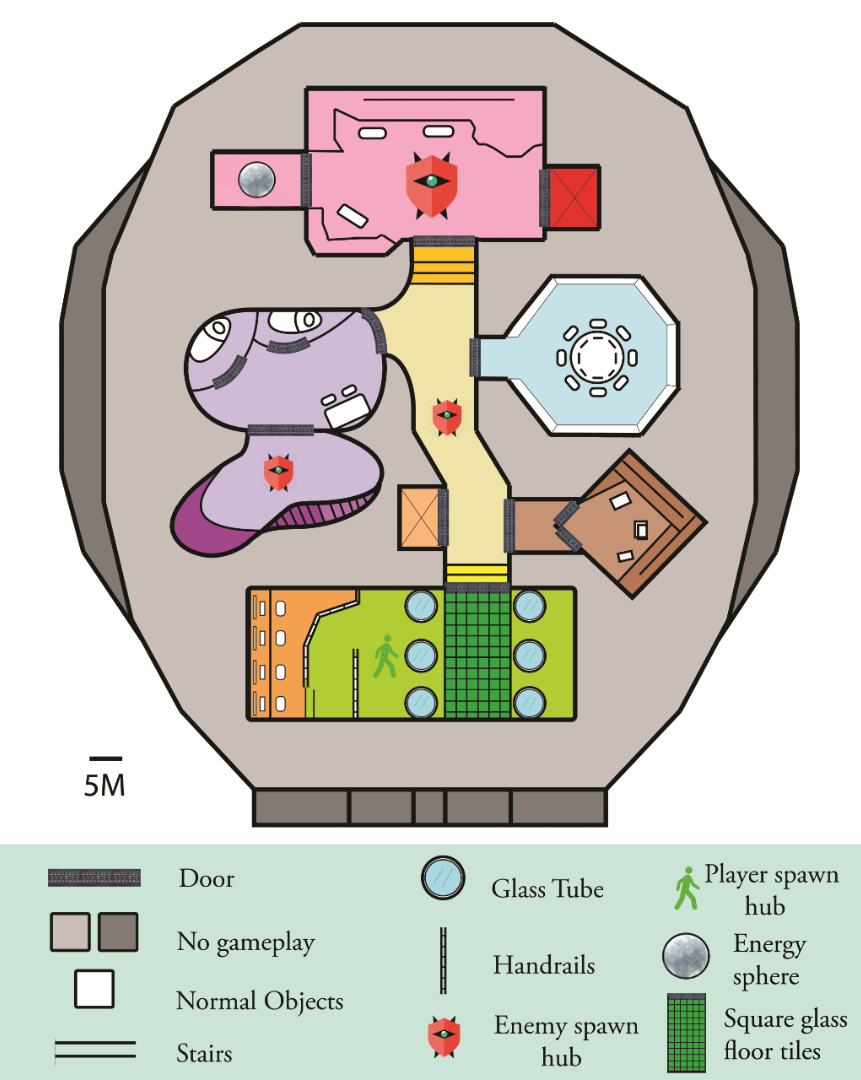 5M
Door
No gameplay
Normal Objects
Stairs
Glass Tube
Handrails
Enemy spawn
hub
Player spawn
hub
Energy
sphere
Square glass
floor tiles